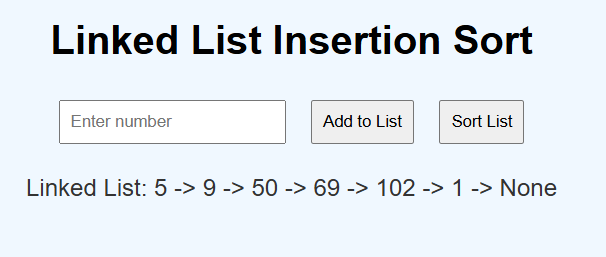 Linked List Insertion Sort
Enter number Add to List Sort List
Linked List: 5 -> 9 -> 50 -> 69 -> 102 -> 1 -> None